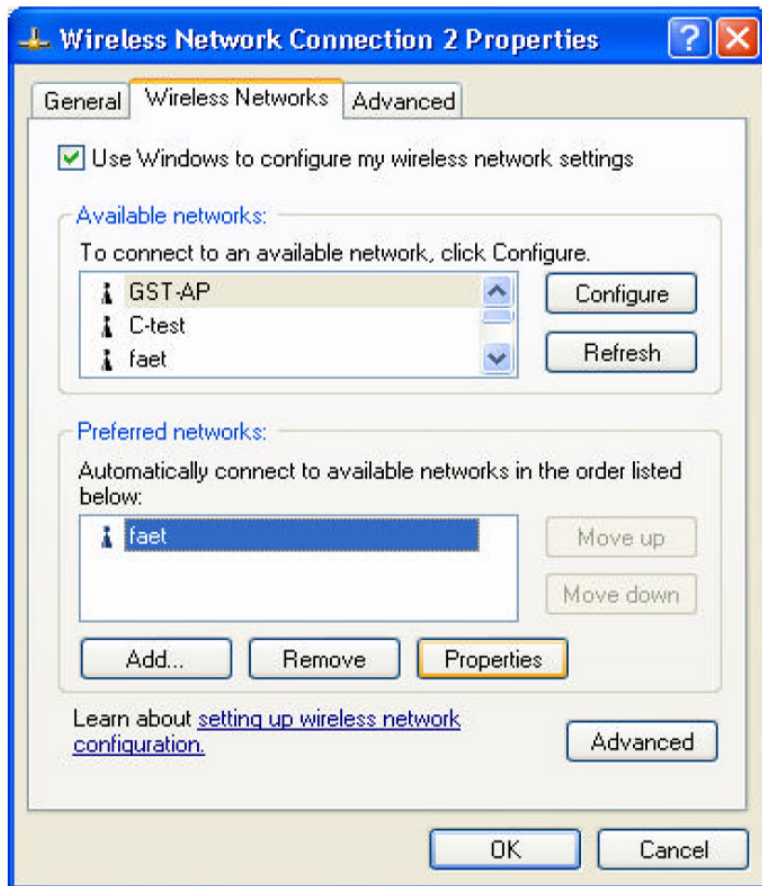 Wireless Network Connection 2 Properties
General Wireless Networks Advanced
Use Windows to configure my wireless network settings
Available networks:
To connect to an available network, click Configure.
GST-AP
C-test
faet
Configure
Refresh
Preferred networks:
Automatically connect to available networks in the order listed
below:
faet
Move up
Move down
Add... Remove Properties
Learn about setting up wireless network
configuration.
Advanced
OK Cancel